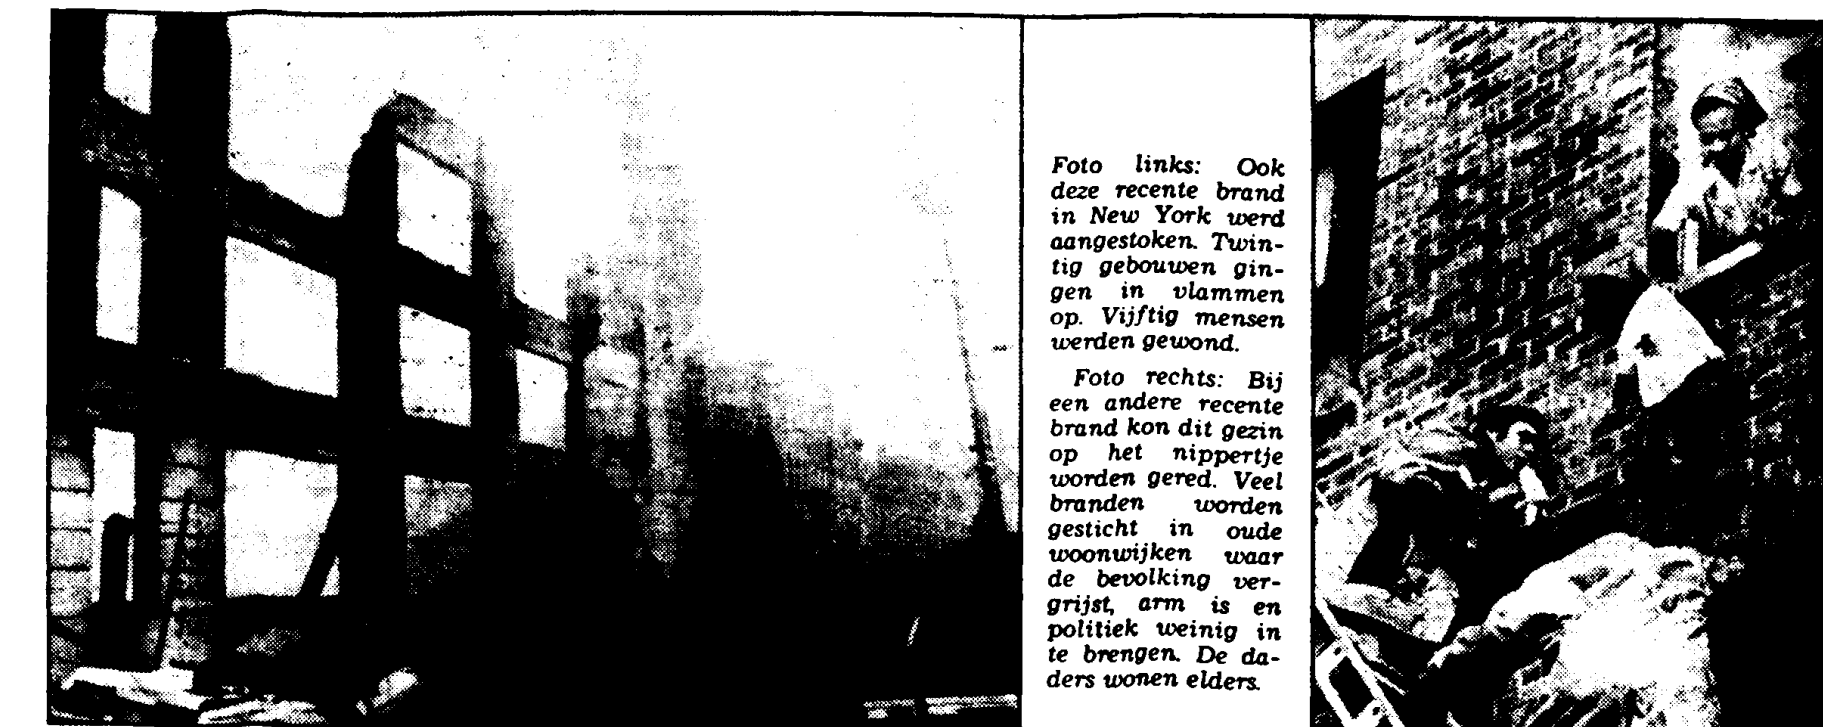 Foto links: Ook
deze recente brand
in New York werd
aangestoken. Twin-
tig gebouwen gin-
gen in vlammen
op. Vijftig mensen
werden gewond.
Foto rechts: Bij
een andere recente
brand kon dit gezin
op het nippertje
worden gered. Veel
branden worden
gesticht in oude
woonwijken waar
de bevolking ver-
grijst, arm is en
politiek weinig in
te brengen. De da-
ders wonen elders.